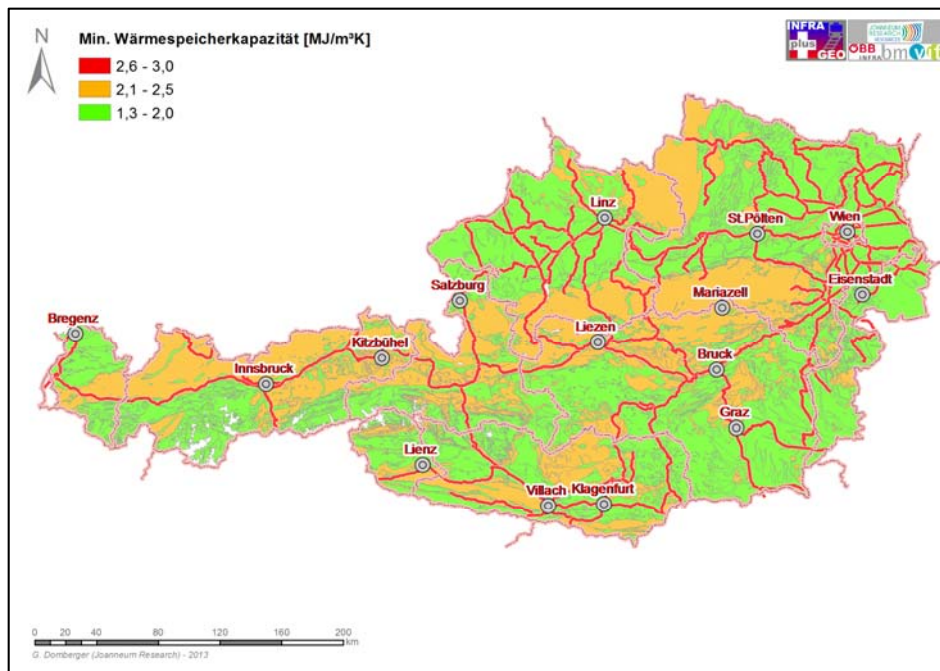 N
Min. Wärmespeicherkapazität [MJ/m³K]
2,6 - 3,0
2,1 - 2,5
1,3 - 2,0
INFRA
plus
GEO
JOANNEUM
RESEARCH
ÖBB
INFRA
bmvit
Linz
St.Pölten
Wien
Salzburg
Eisenstadt
Mariazell
Bregenz
Kitzbühel
Liezen
Innsbruck
Bruck
Graz
Lienz
Villach
Klagenfurt
0 20 40 80 120 160 200
km
G. Domberger (Joanneum Research) - 2013